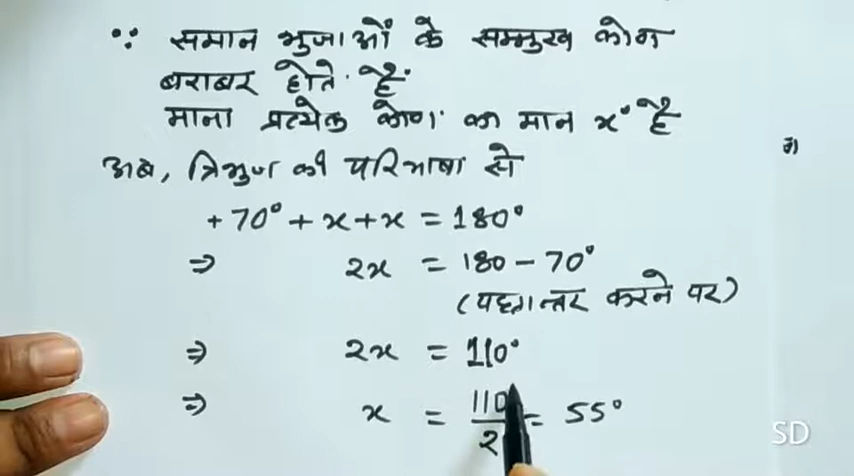 ∵ समान भुजाओं के सम्मुख कोण
बराबर होते हैं
माना प्रत्येक कोण का मान x° है
अब, त्रिभुज की परिभाषा से
+ 70° + x + x = 180°
⇒ 2x = 180 - 70°
(पक्षान्तर करने पर)
⇒ 2x = 110°
⇒ x = 110/2 = 55°
SD